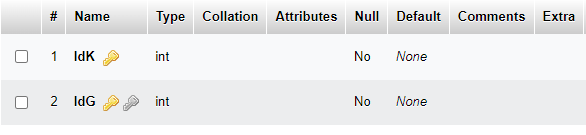 # Name Type Collation Attributes Null Default Comments Extra
1 IdK int No None
2 IdG int No None